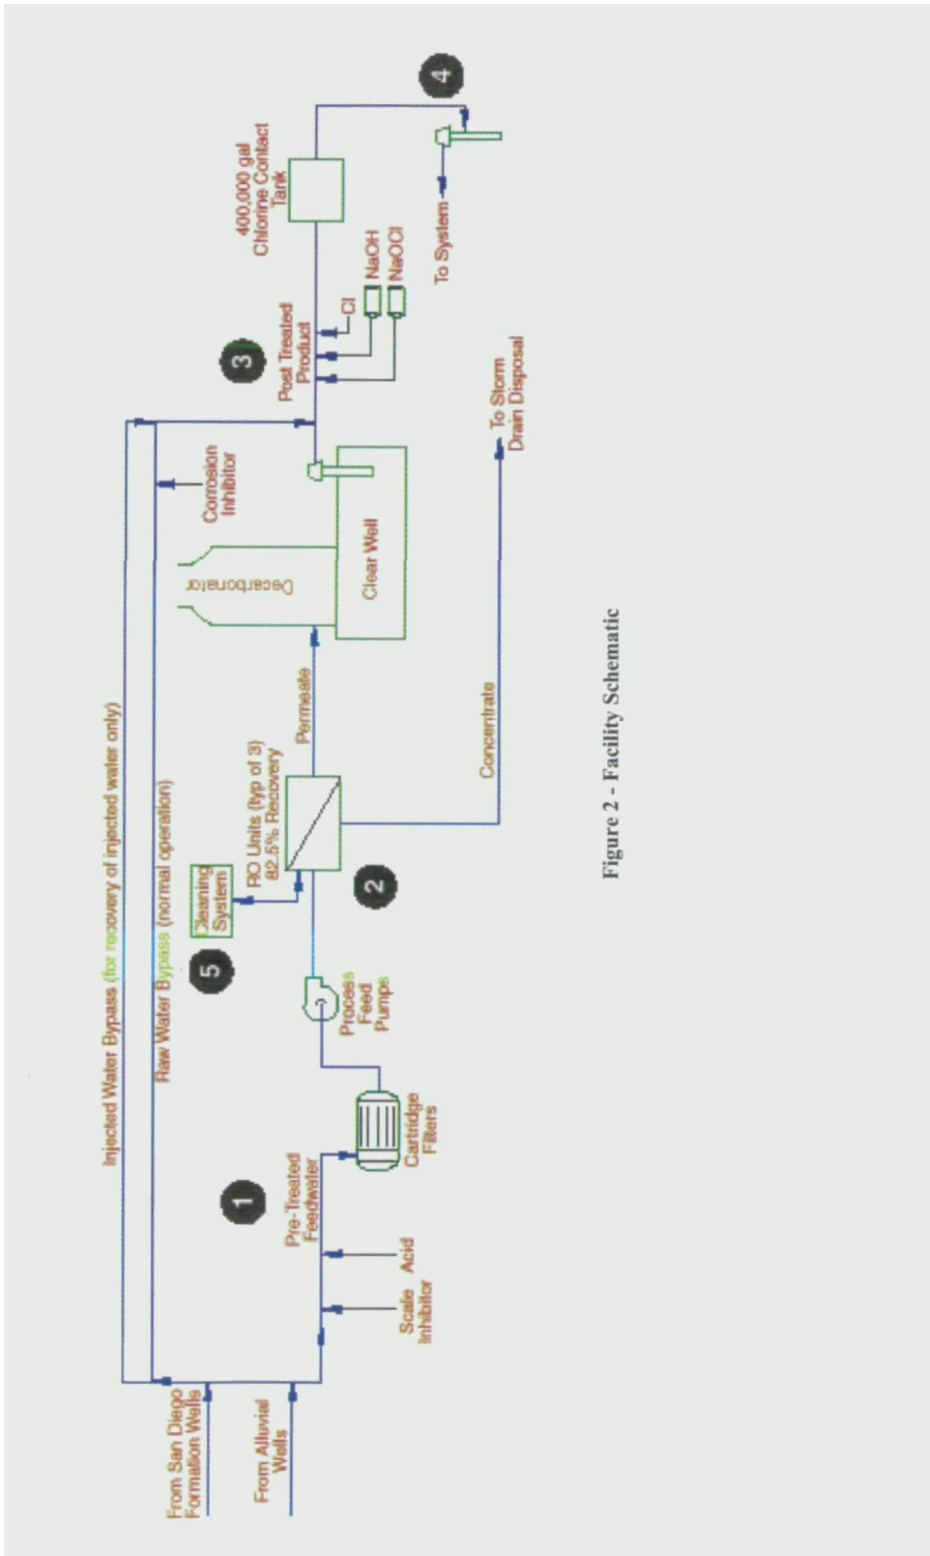 Injected Water Bypass (for recovery of injected water only)
Raw Water Bypass (normal operation)
From San Diego
Formation Wells
From Alluvial
Wells
Scale
Inhibitor
Acid
1
Pre-Treated
Feedwater
Cartridge
Filters
Process
Feed
Pumps
5
Cleaning
System
2
RO Units (typ of 3)
82.5% Recovery
Permeate
Concentrate
To Storm
Drain Disposal
Decarbonator
Clear Well
Corrosion
Inhibitor
3
Post Treated
Product
Cl
NaOH
NaOCl
400,000 gal
Chlorine Contact
Tank
4
To System
Figure 2 - Facility Schematic